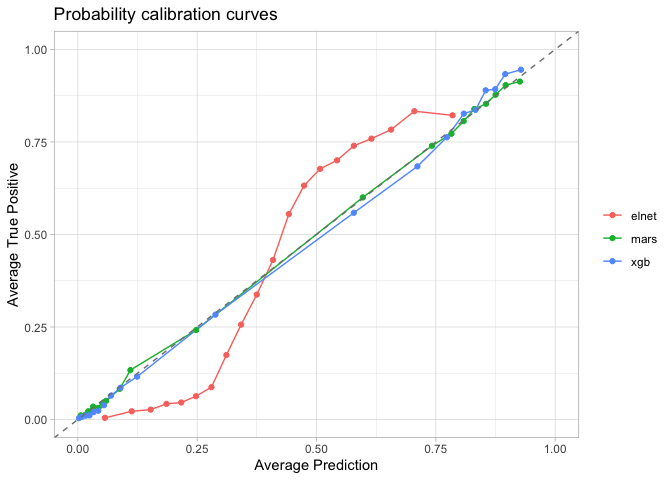 Probability calibration curves
Average True Positive
1.00
0.75
0.50
0.25
0.00
0.00 0.25 0.50 0.75 1.00
Average Prediction
elnet
mars
xgb